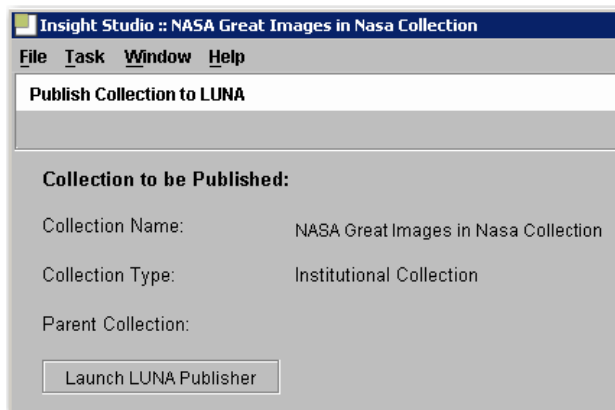 Insight Studio :: NASA Great Images in Nasa Collection
File Task Window Help
Publish Collection to LUNA
Collection to be Published:
Collection Name: NASA Great Images in Nasa Collection
Collection Type: Institutional Collection
Parent Collection:
Launch LUNA Publisher